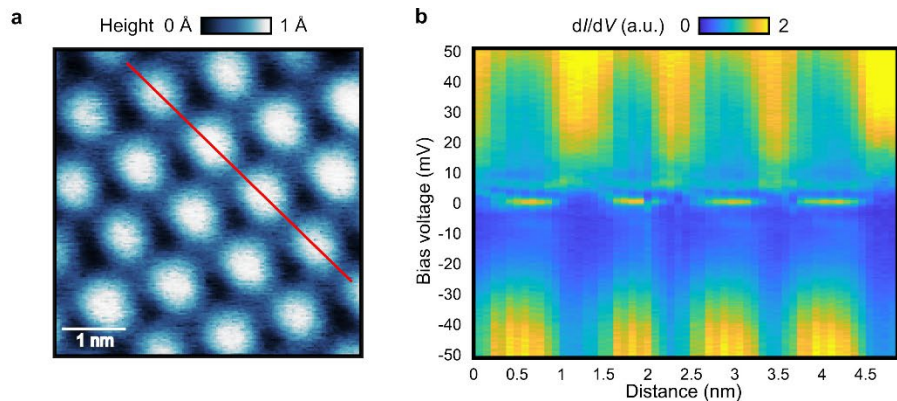 a
Height 0 Å 1 Å
1 nm
b
dI/dV (a.u.) 0 2
Bias voltage (mV)
50
40
30
20
10
0
-10
-20
-30
-40
-50
0 0.5 1 1.5 2 2.5 3 3.5 4 4.5
Distance (nm)